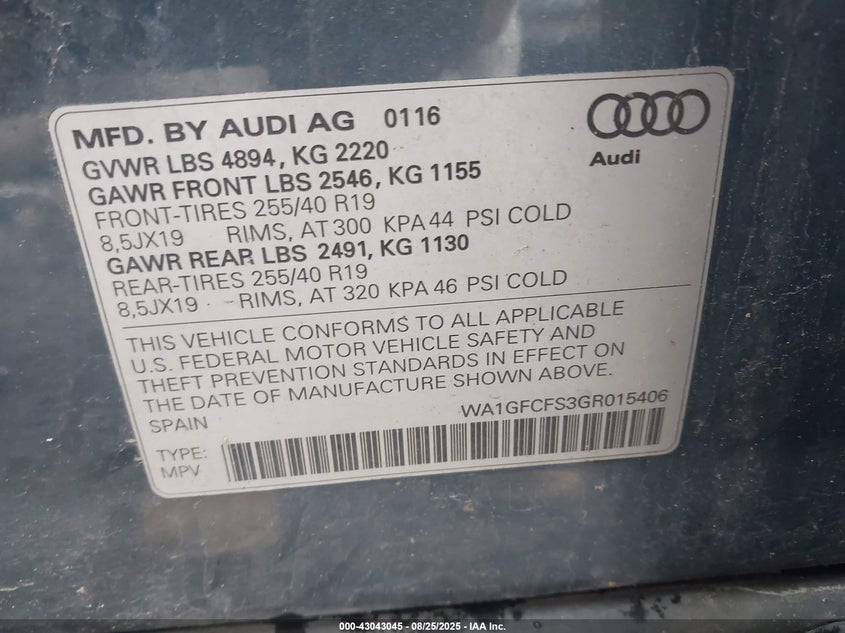 MFD. BY AUDI AG 0116
Audi
GVWR LBS 4894, KG 2220
GAWR FRONT LBS 2546, KG 1155
FRONT-TIRES 255/40 R19
8,5JX19 RIMS, AT 300 KPA 44 PSI COLD
GAWR REAR LBS 2491, KG 1130
REAR-TIRES 255/40 R19
8,5JX19 RIMS, AT 320 KPA 46 PSI COLD
THIS VEHICLE CONFORMS TO ALL APPLICABLE
U.S. FEDERAL MOTOR VEHICLE SAFETY AND
THEFT PREVENTION STANDARDS IN EFFECT ON
THE DATE OF MANUFACTURE SHOWN ABOVE.
SPAIN WA1GFCFS3GR015406
TYPE:
MPV
000-43043045 - 08/25/2025 - IAA Inc.